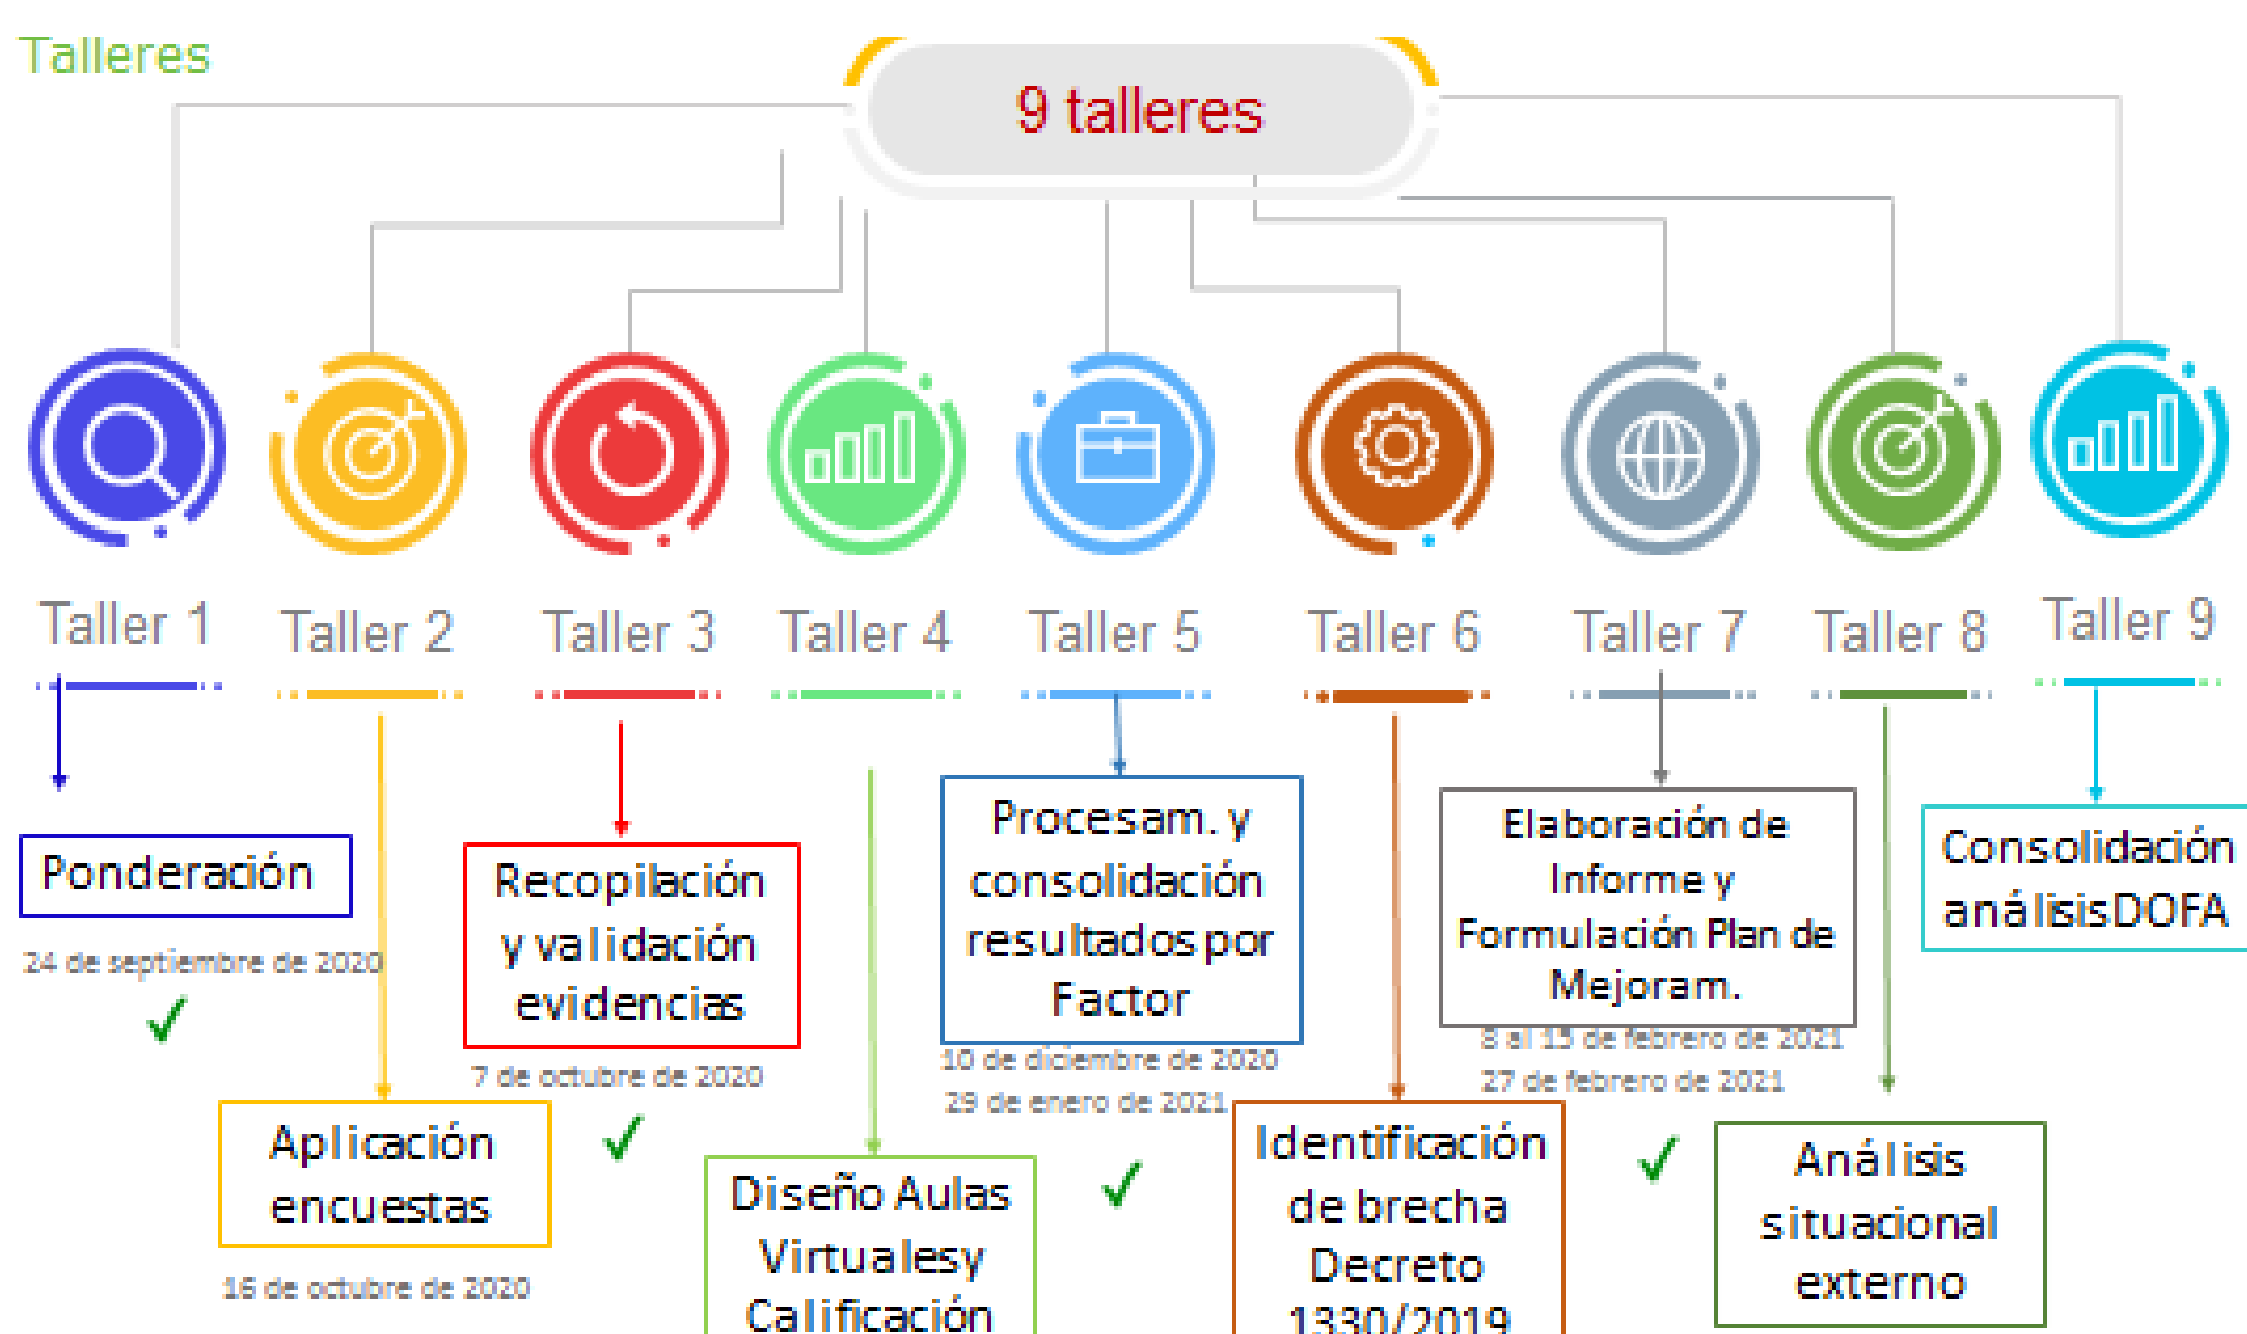 Talleres
9 talleres
Taller 1
Taller 2
Taller 3
Taller 4
Taller 5
Taller 6
Taller 7
Taller 8
Taller 9
Ponderación
24 de septiembre de 2020
Aplicación
encuestas
16 de octubre de 2020
Recopilación
y validación
evidencias
7 de octubre de 2020
Diseño Aulas
Virtuales y
Calificación
Procesam. y
consolidación
resultados por
Factor
10 de diciembre de 2020
29 de enero de 2021
Identificación
de brecha
Decreto
1330/2019
Elaboración de
Informe y
Formulación Plan de
Mejoram.
8 al 15 de febrero de 2021
27 de febrero de 2021
Análisis
situacional
externo
Consolidación
análisis DOFA